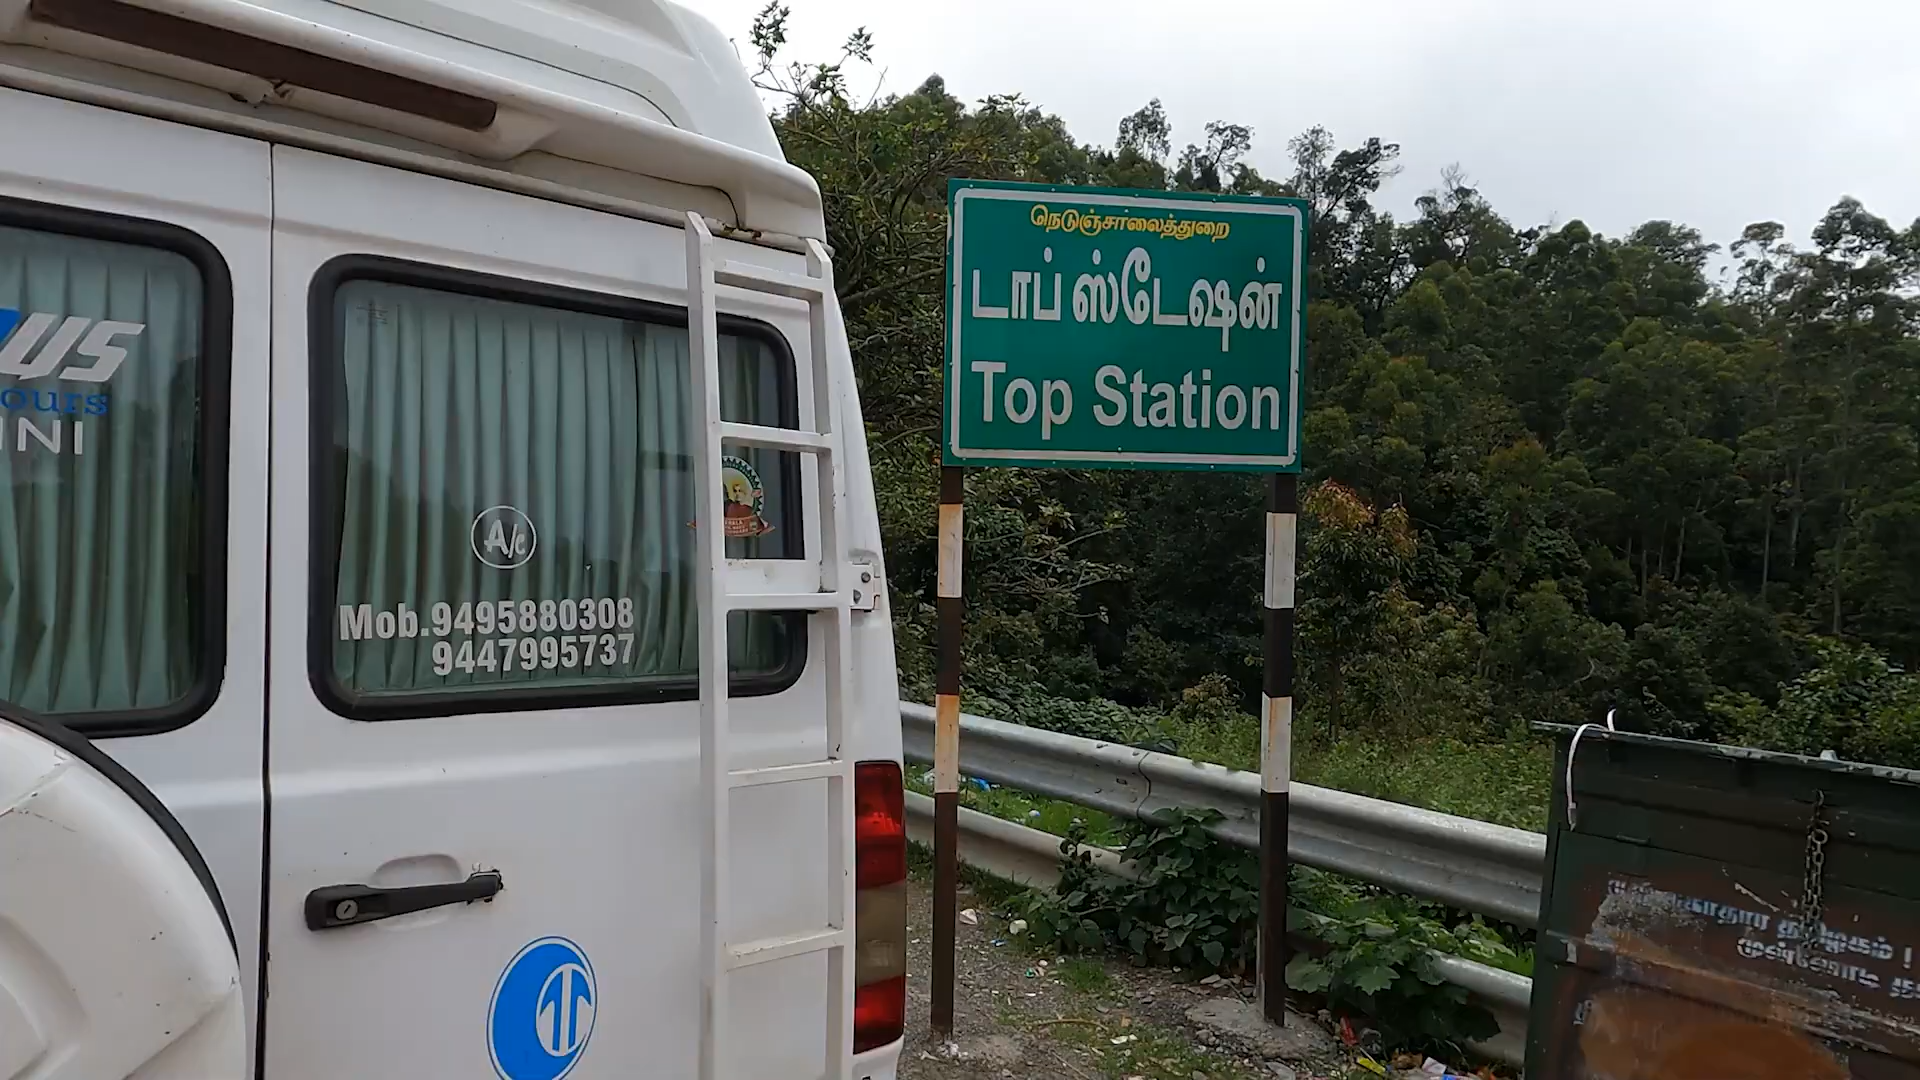 நெடுஞ்சாலைத்துறை
டாப் ஸ்டேஷன்
Top Station
A/c
Mob.9495880308
9447995737